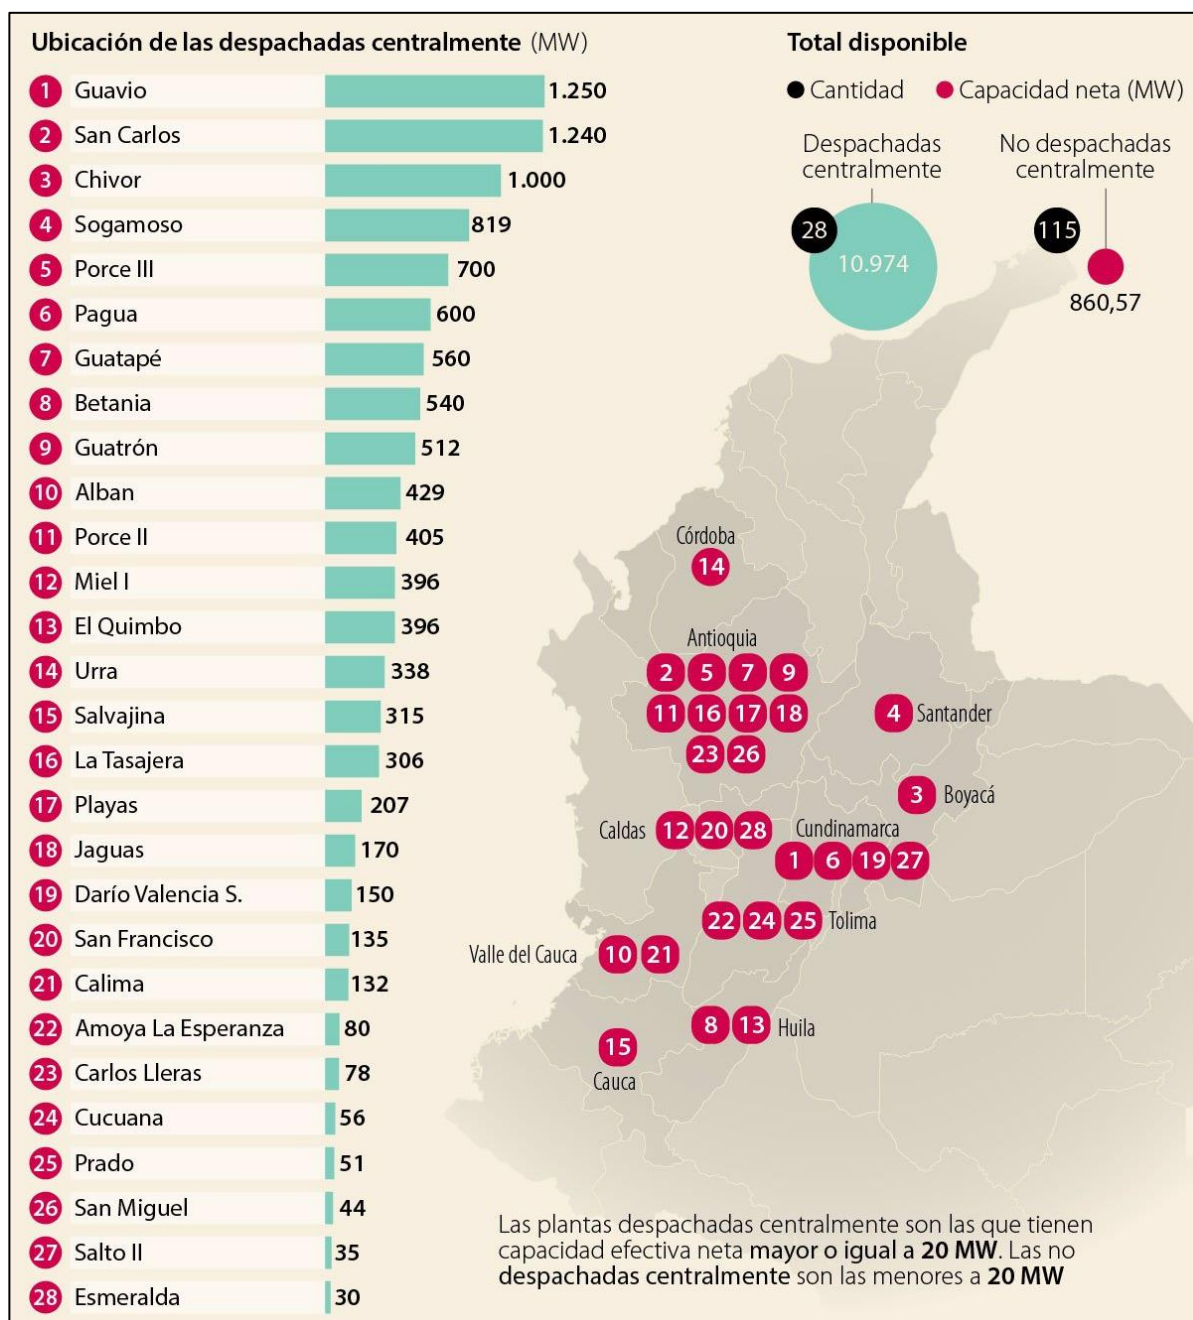 Ubicación de las despachadas centralmente (MW)
1 Guavio 1.250
2 San Carlos 1.240
3 Chivor 1.000
4 Sogamoso 819
5 Porce III 700
6 Pagua 600
7 Guatapé 560
8 Betania 540
9 Guatrón 512
10 Alban 429
11 Porce II 405
12 Miel I 396
13 El Quimbo 396
14 Urra 338
15 Salvajina 315
16 La Tasajera 306
17 Playas 207
18 Jaguas 170
19 Darío Valencia S. 150
20 San Francisco 135
21 Calima 132
22 Amoya La Esperanza 80
23 Carlos Lleras 78
24 Cucuana 56
25 Prado 51
26 San Miguel 44
27 Salto II 35
28 Esmeralda 30
Total disponible
Cantidad Capacidad neta (MW)
Despachadas
centralmente
28
10.974
No despachadas
centralmente
115
860,57
Córdoba
14
Antioquia
2 5 7 9
11 16 17 18
23 26
4 Santander
3 Boyacá
Caldas 12 20 28
Cundinamarca
1 6 19 27
22 24 25 Tolima
Valle del Cauca 10 21
8 13 Huila
15
Cauca
Las plantas despachadas centralmente son las que tienen
capacidad efectiva neta mayor o igual a 20 MW. Las no
despachadas centralmente son las menores a 20 MW